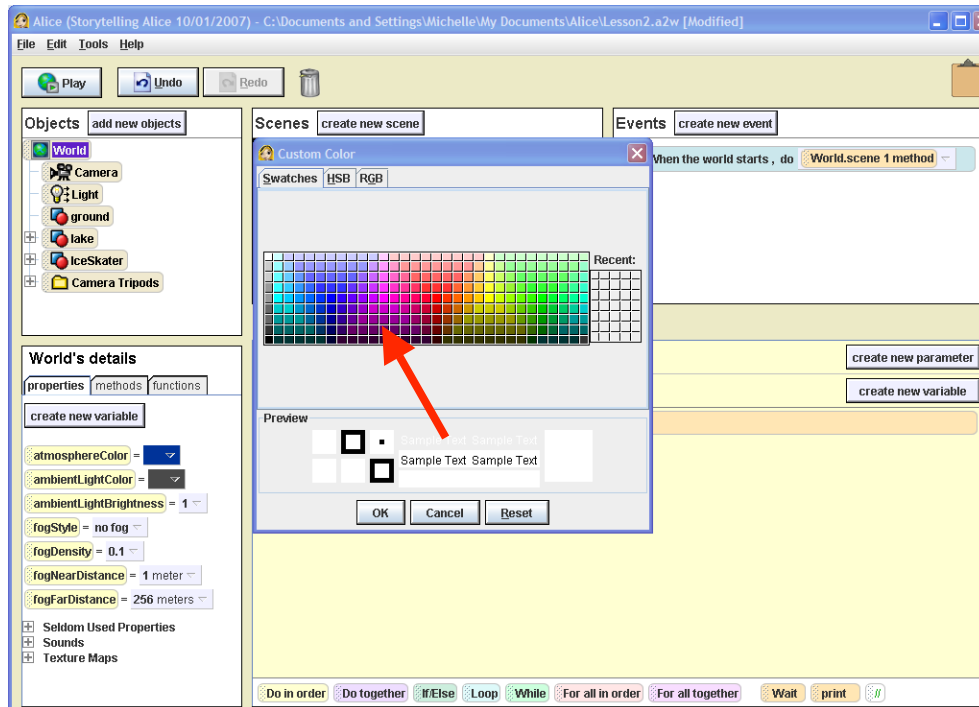 Alice (Storytelling Alice 10/01/2007) - C:\Documents and Settings\Michelle\My Documents\Alice\Lesson2.a2w [Modified]
File Edit Tools Help
Play Undo Redo
Objects add new objects
World
Camera
Light
ground
lake
IceSkater
Camera Tripods
Scenes create new scene
Events create new event
When the world starts , do World.scene 1 method
Custom Color
Swatches HSB RGB
Recent:
Preview
Sample Text Sample Text
Sample Text Sample Text
OK Cancel Reset
create new parameter
create new variable
World's details
properties methods functions
create new variable
atmosphereColor =
ambientLightColor =
ambientLightBrightness = 1
fogStyle = no fog
fogDensity = 0.1
fogNearDistance = 1 meter
fogFarDistance = 256 meters
Seldom Used Properties
Sounds
Texture Maps
Do in order Do together If/Else Loop While For all in order For all together Wait print //